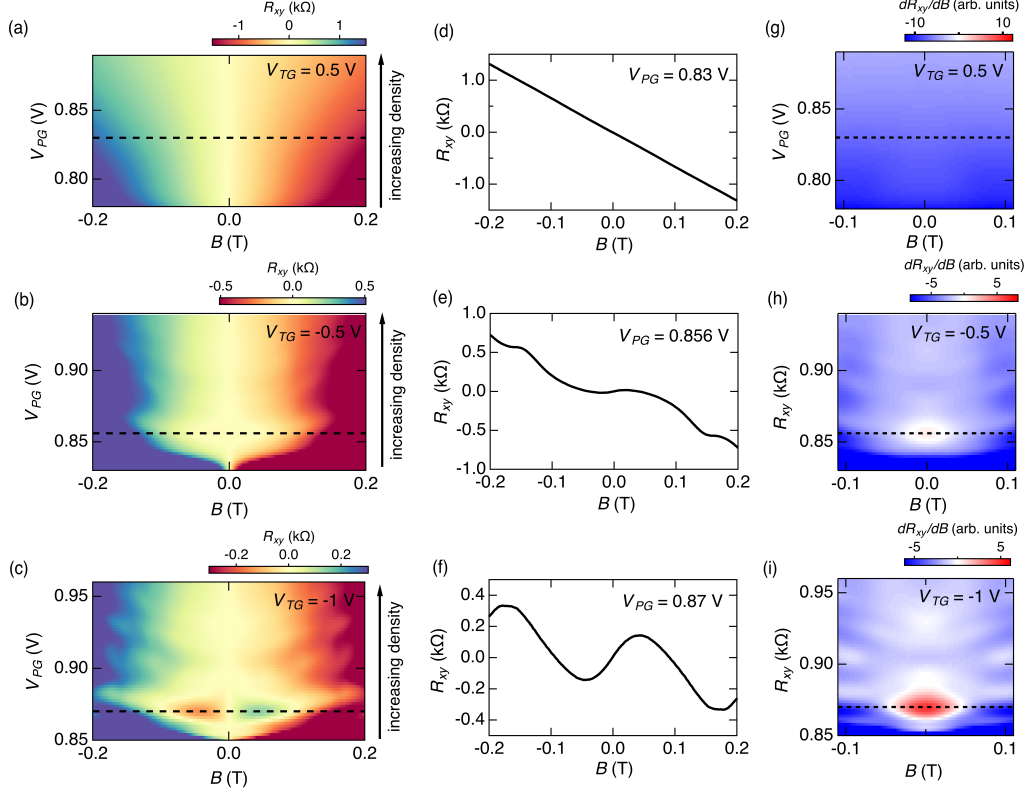 (a)
R_xy (kΩ)
-1 0 1
V_TG = 0.5 V
V_PG (V)
0.85
0.80
-0.2 0.0 0.2
B (T)
increasing density
(d)
V_PG = 0.83
R_xy (kΩ)
1.0
0.0
-1.0
-0.2 -0.1 0.0 0.1 0.2
B (T)
(g)
dR_xy/dB (arb. units)
-10 10
V_TG = 0.5 V
V_PG (V)
0.85
0.80
-0.1 0.0 0.1
B (T)
(b)
R_xy (kΩ)
-0.5 0.0 0.5
V_TG = -0.5 V
V_PG (V)
0.90
0.85
-0.2 0.0 0.2
B (T)
increasing density
(e)
V_PG = 0.856 V
R_xy (kΩ)
1.0
0.5
0.0
-0.5
-1.0
-0.2 -0.1 0.0 0.1 0.2
B (T)
(h)
dR_xy/dB (arb. units)
-5 5
V_TG = -0.5 V
R_xy (kΩ)
0.90
0.85
-0.1 0.0 0.1
B (T)
(c)
R_xy (kΩ)
-0.2 0.0 0.2
V_TG = -1 V
V_PG (V)
0.95
0.90
0.85
-0.2 0.0 0.2
B (T)
increasing density
(f)
V_PG = 0.87
R_xy (kΩ)
0.4
0.2
0.0
-0.2
-0.4
-0.2 -0.1 0.0 0.1 0.2
B (T)
(i)
dR_xy/dB (arb. units)
-5 5
V_TG = -1 V
R_xy (kΩ)
0.95
0.90
0.85
-0.1 0.0 0.1
B (T)